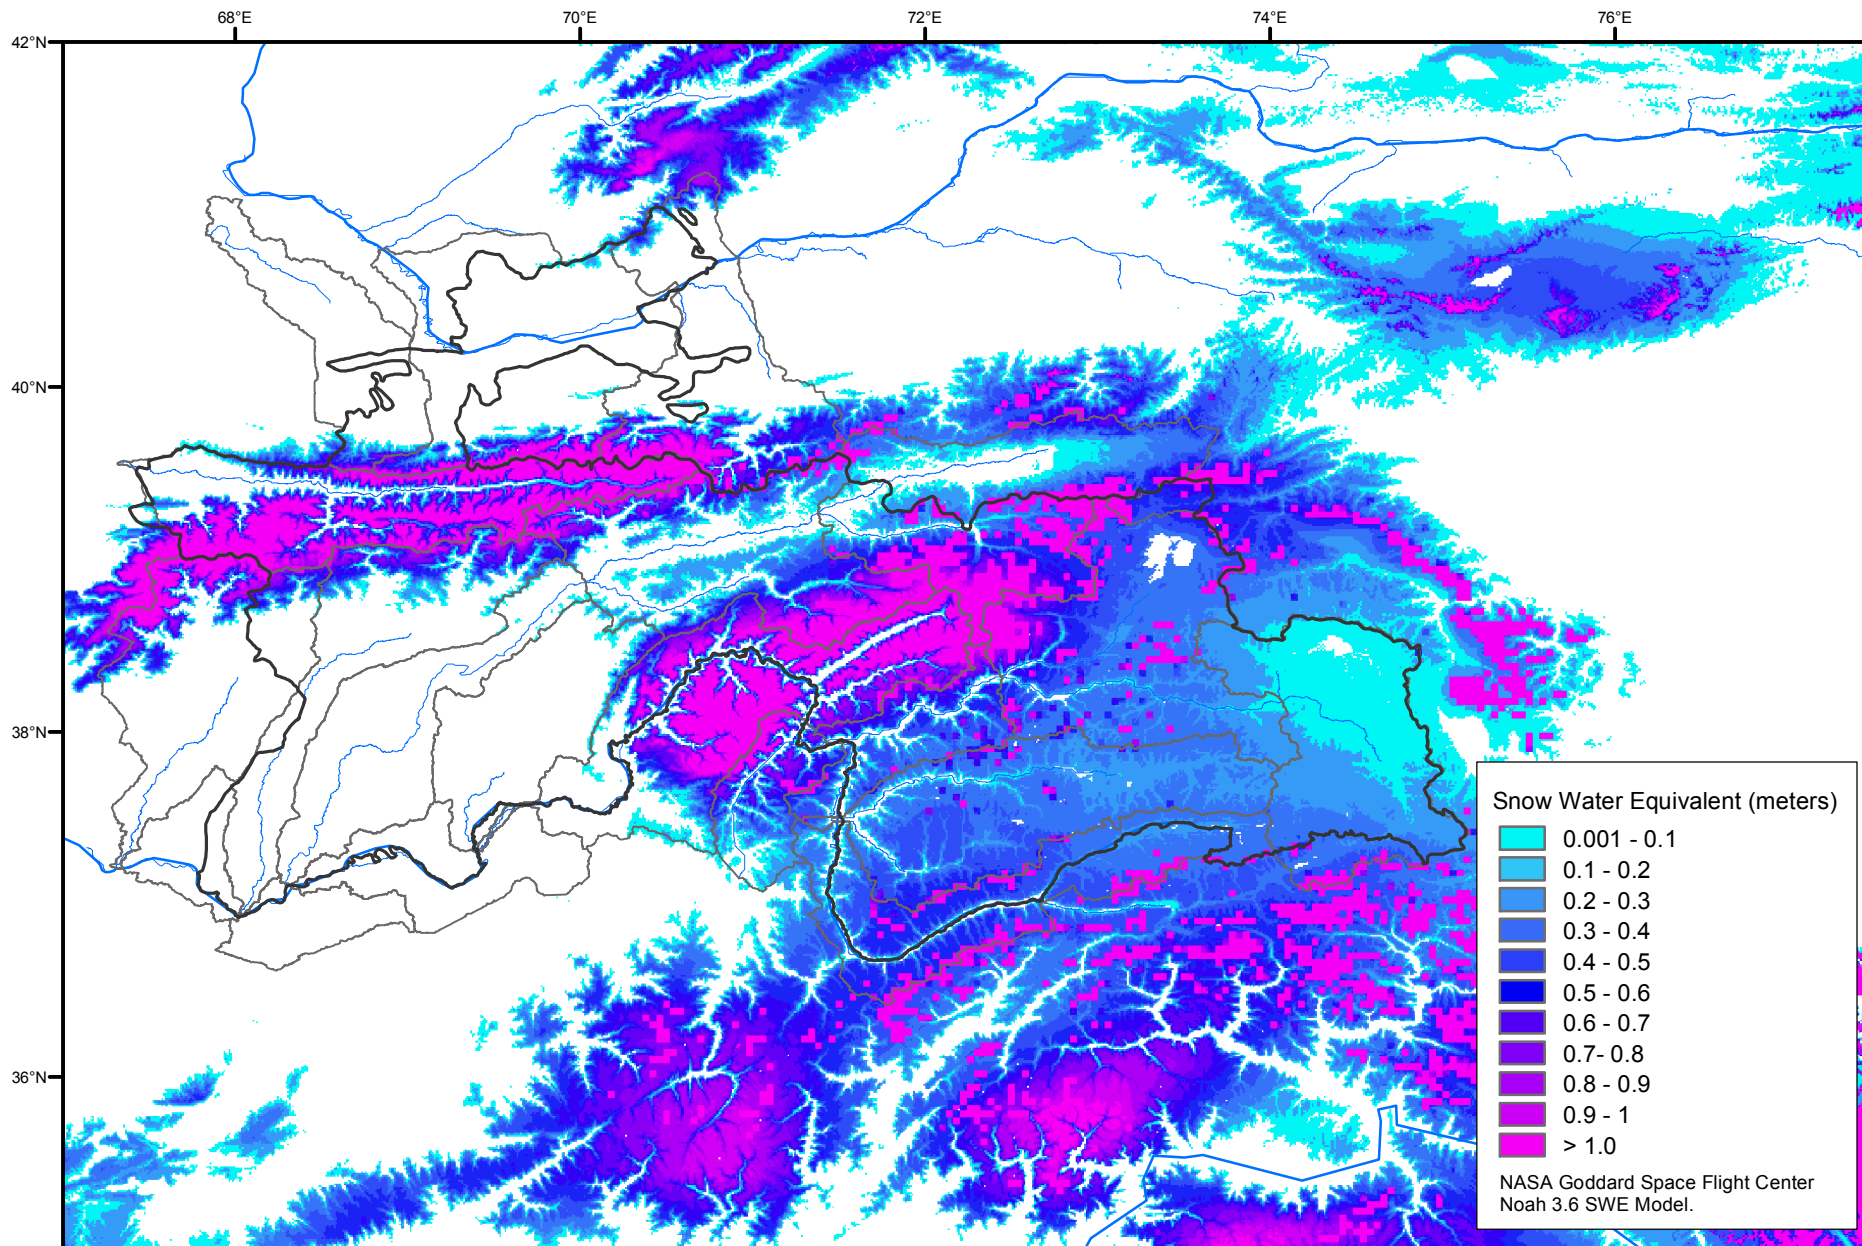 68°E
70°E
72°E
74°E
76°E
42°N
40°N
38°N
36°N
Snow Water Equivalent (meters)
0.001 - 0.1
0.1 - 0.2
0.2 - 0.3
0.3 - 0.4
0.4 - 0.5
0.5 - 0.6
0.6 - 0.7
0.7- 0.8
0.8 - 0.9
0.9 - 1
> 1.0
NASA Goddard Space Flight Center
Noah 3.6 SWE Model.